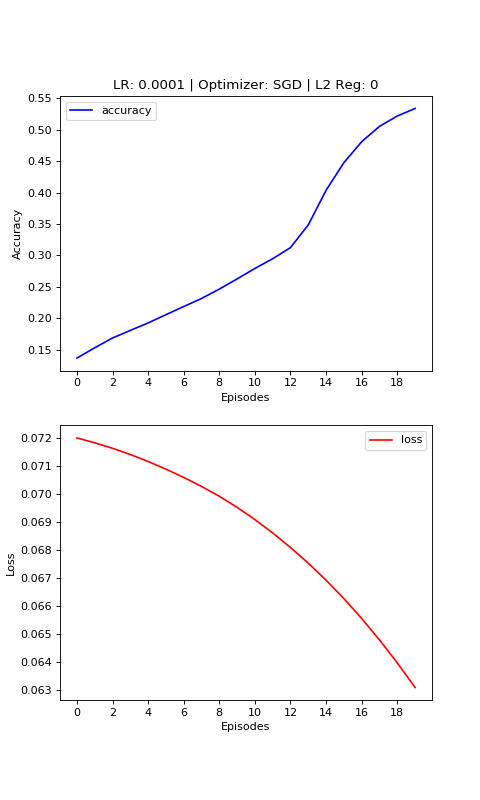 LR: 0.0001 | Optimizer: SGD | L2 Reg: 0
accuracy
Accuracy
0.55
0.50
0.45
0.40
0.35
0.30
0.25
0.20
0.15
0 2 4 6 8 10 12 14 16 18
Episodes
loss
Loss
0.072
0.071
0.070
0.069
0.068
0.067
0.066
0.065
0.064
0.063
0 2 4 6 8 10 12 14 16 18
Episodes